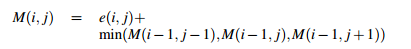 M(i, j) = e(i, j)+
min(M(i−1, j−1),M(i−1, j),M(i−1, j+1))